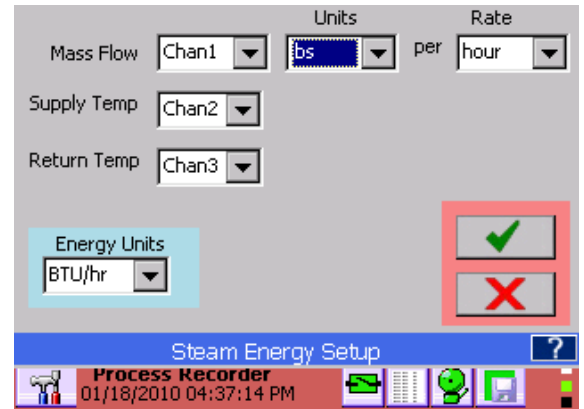 Units Rate
Mass Flow Chan1 bs per hour
Supply Temp Chan2
Return Temp Chan3
Energy Units
BTU/hr
Steam Energy Setup ?
Process Recorder
01/18/2010 04:37:14 PM